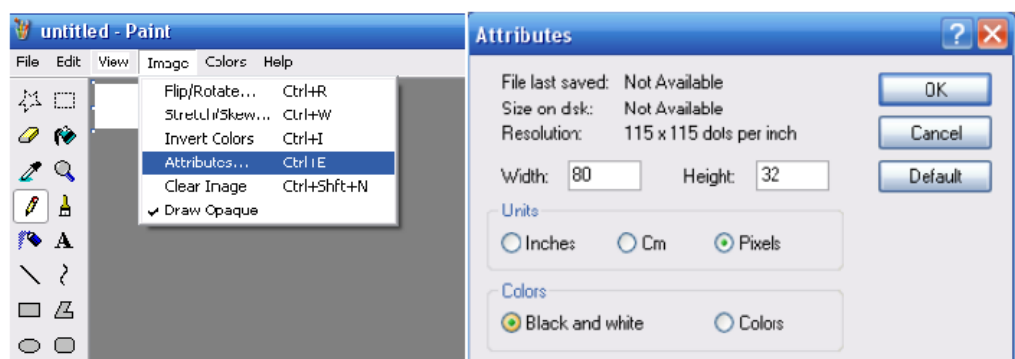 untitled - Paint
File Edit View Image Colors Help
Flip/Rotate... Ctrl+R
Stretch/Skew... Ctrl+W
Invert Colors Ctrl+I
Attributes... Ctrl+E
Clear Image Ctrl+Shft+N
Draw Opaque
A
Attributes
File last saved: Not Available
Size on disk: Not Available
Resolution: 115 x 115 dots per inch
Width: 80 Height: 32
Units
Inches Cm Pixels
Colors
Black and white Colors
OK
Cancel
Default